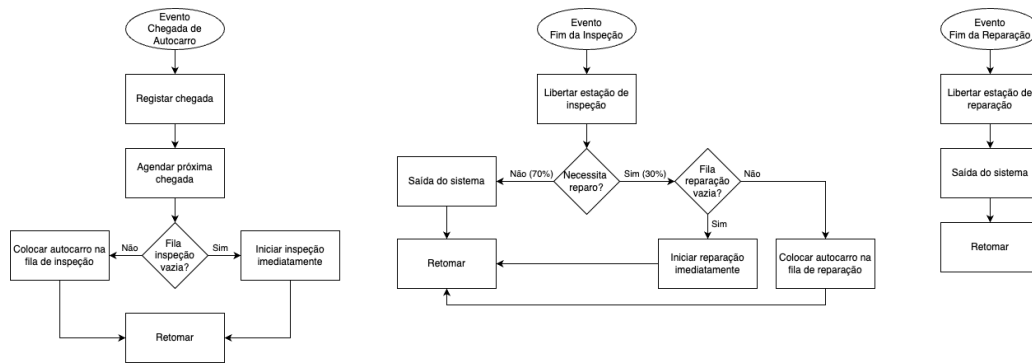 Evento
Chegada de
Autocarro
Registar chegada
Agendar próxima
chegada
Fila
inspeção
vazia?
Não
Sim
Colocar autocarro na
fila de inspeção
Iniciar inspeção
imediatamente
Retomar
Evento
Fim da Inspeção
Libertar estação de
inspeção
Necessita
reparo?
Não (70%)
Sim (30%)
Saída do sistema
Fila
reparação
vazia?
Não
Sim
Retomar
Iniciar reparação
imediatamente
Colocar autocarro na
fila de reparação
Evento
Fim da Reparação
Libertar estação de
reparação
Saída do sistema
Retomar